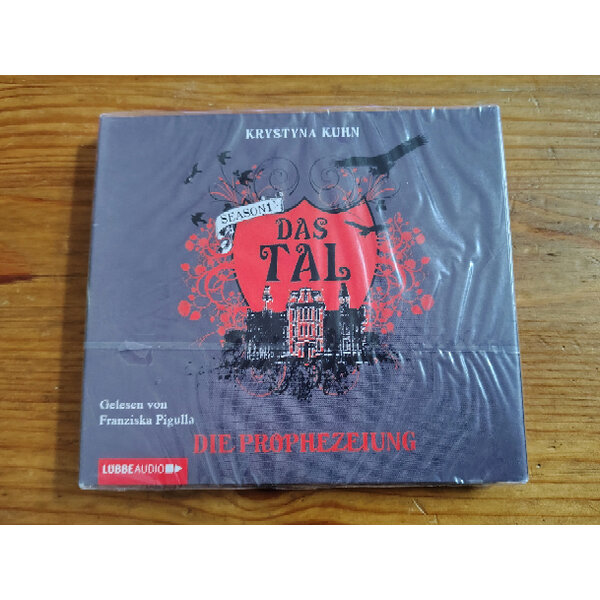 KRYSTYNA KUHN
SEASON 1
DAS
TAL
Gelesen von
Franziska Pigulla
DIE PROPHEZEIUNG
LÜBBE AUDIO